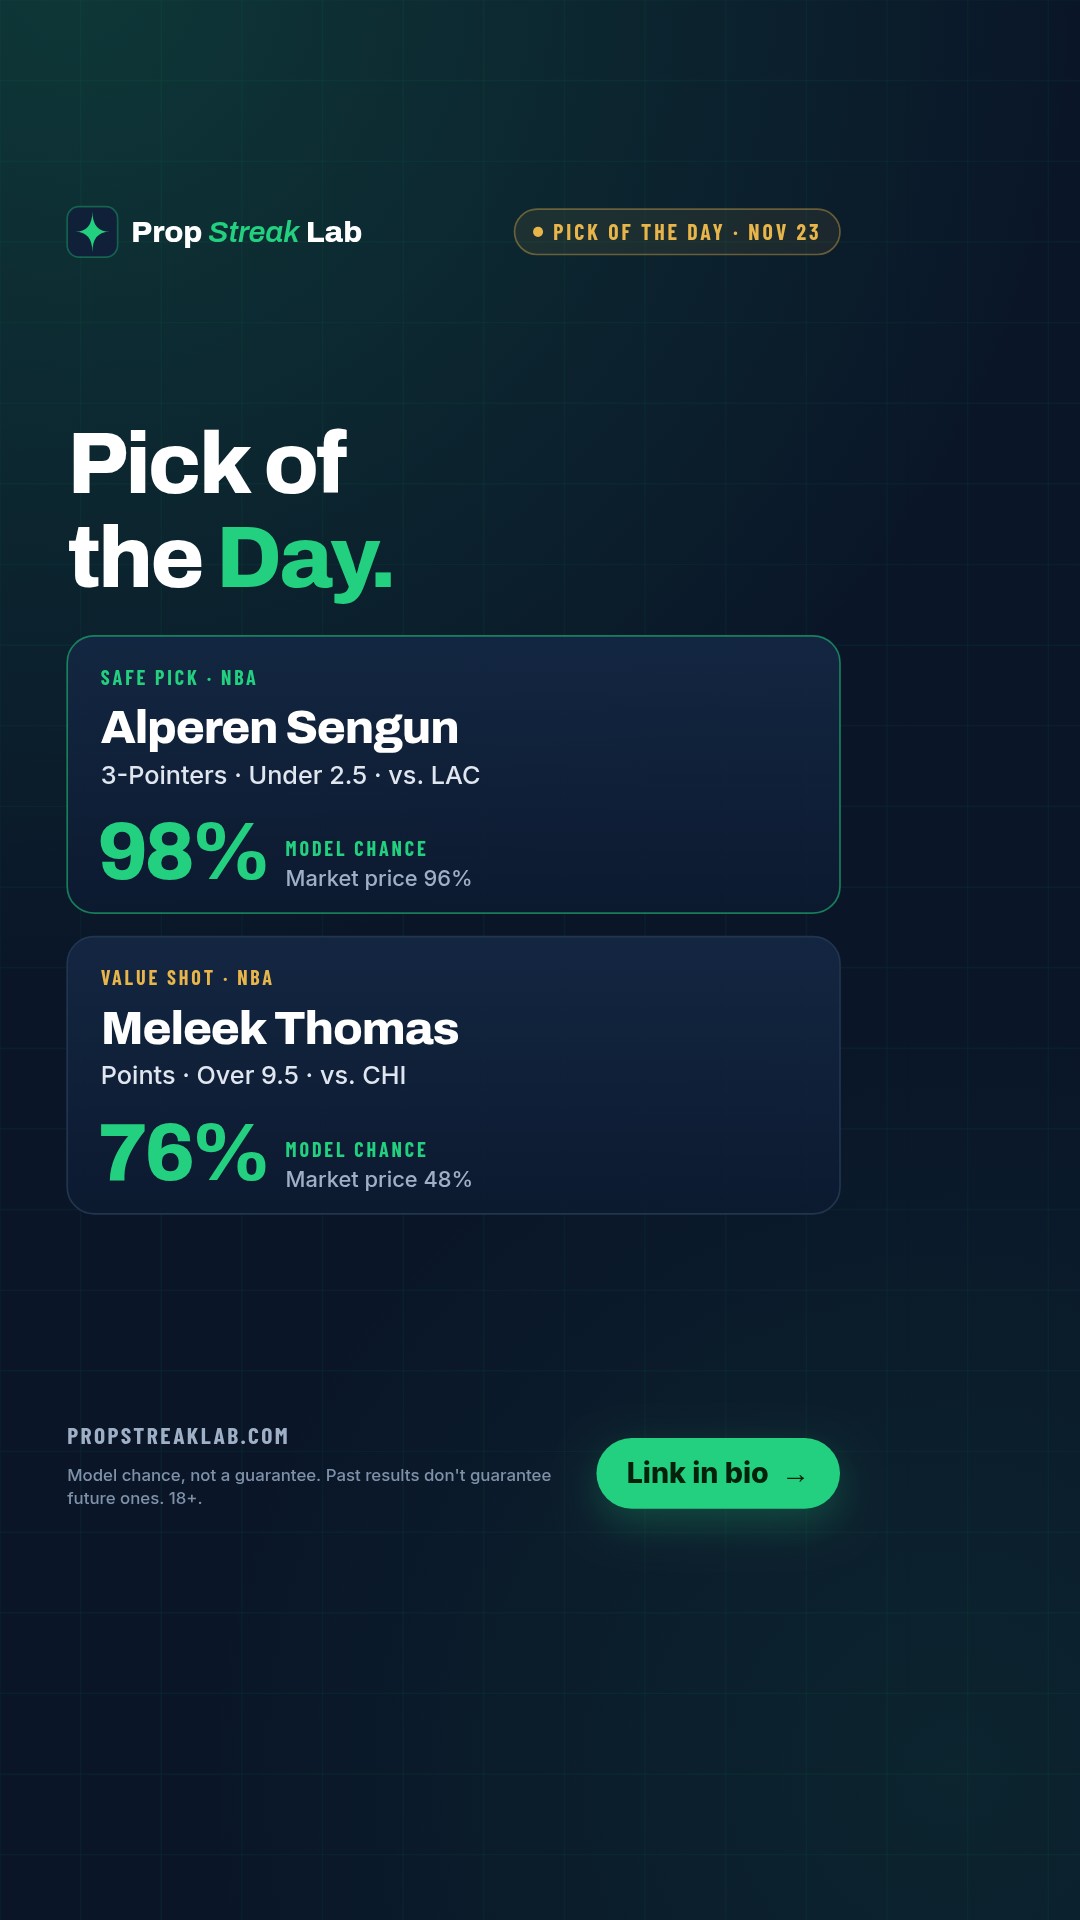 Prop Streak Lab
PICK OF THE DAY · NOV 23
Pick of
the Day.
SAFE PICK · NBA
Alperen Sengun
3-Pointers · Under 2.5 · vs. LAC
98%
MODEL CHANCE
Market price 96%
VALUE SHOT · NBA
Meleek Thomas
Points · Over 9.5 · vs. CHI
76%
MODEL CHANCE
Market price 48%
PROPSTREAKLAB.COM
Model chance, not a guarantee. Past results don't guarantee
future ones. 18+.
Link in bio →